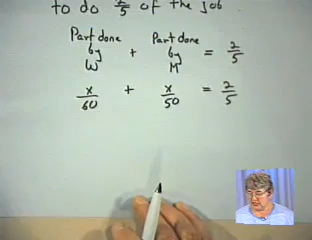 to do 2/5 of the job
Part done by W + Part done by M = 2/5
x/60 + x/50 = 2/5